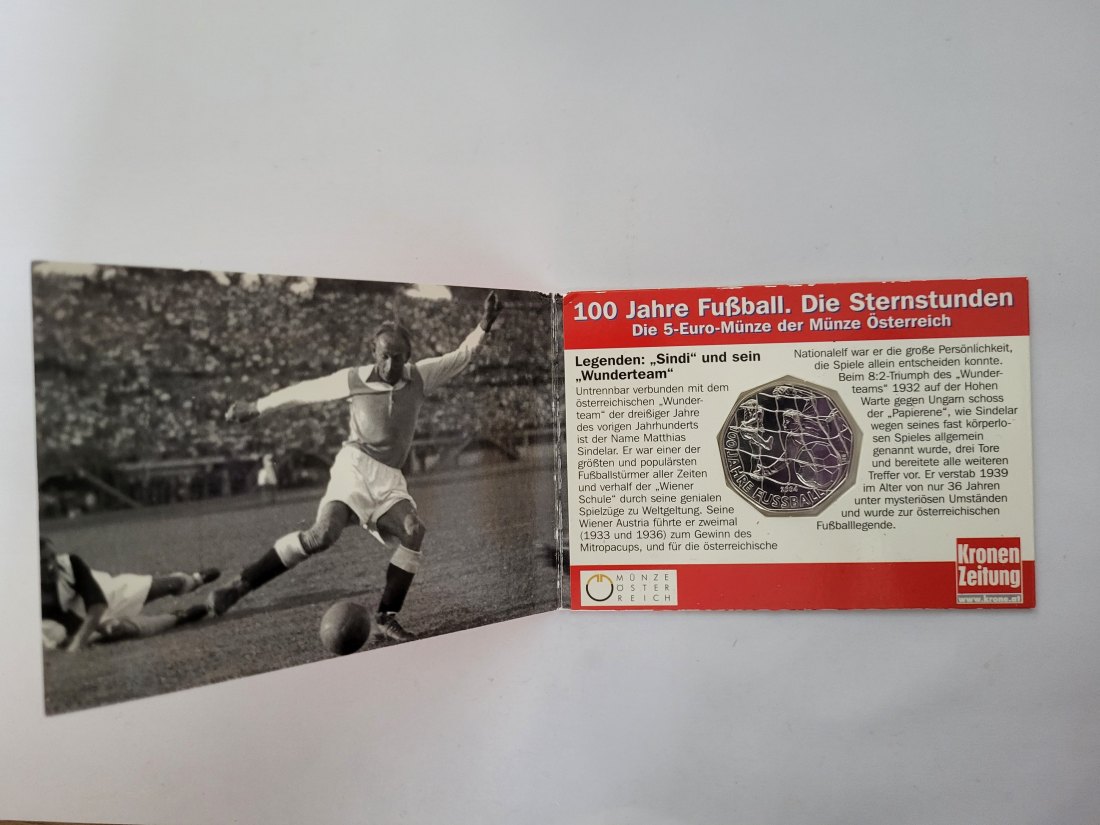 100 Jahre Fußball. Die Sternstunden
Die 5-Euro-Münze der Münze Österreich
Legenden: „Sindi“ und sein
„Wunderteam“
Untrennbar verbunden mit dem
österreichischen „Wunder-
team“ der dreißiger Jahre
des vorigen Jahrhunderts
ist der Name Matthias
Sindelar. Er war einer der
größten und populärsten
Fußballstürmer aller Zeiten
und verhalf der „Wiener
Schule“ durch seine genialen
Spielzüge zu Weltgeltung. Seine
Wiener Austria führte er zweimal
(1933 und 1936) zum Gewinn des
Mitropacups, und für die österreichische
Nationalelf war er die große Persönlichkeit,
die Spiele allein entscheiden konnte.
Beim 8:2-Triumph des „Wunder-
teams“ 1932 auf der Hohen
Warte gegen Ungarn schoss
der „Papierene“, wie Sindelar
wegen seines fast körperlo-
sen Spieles allgemein
genannt wurde, drei Tore
und bereitete alle weiteren
Treffer vor. Er verstab 1939
im Alter von nur 36 Jahren
unter mysteriösen Umständen
und wurde zur österreichischen
Fußballlegende.
100 JAHRE FUSSBALL
2004
MÜNZE
ÖSTER
REICH
Kronen
Zeitung
www.krone.at